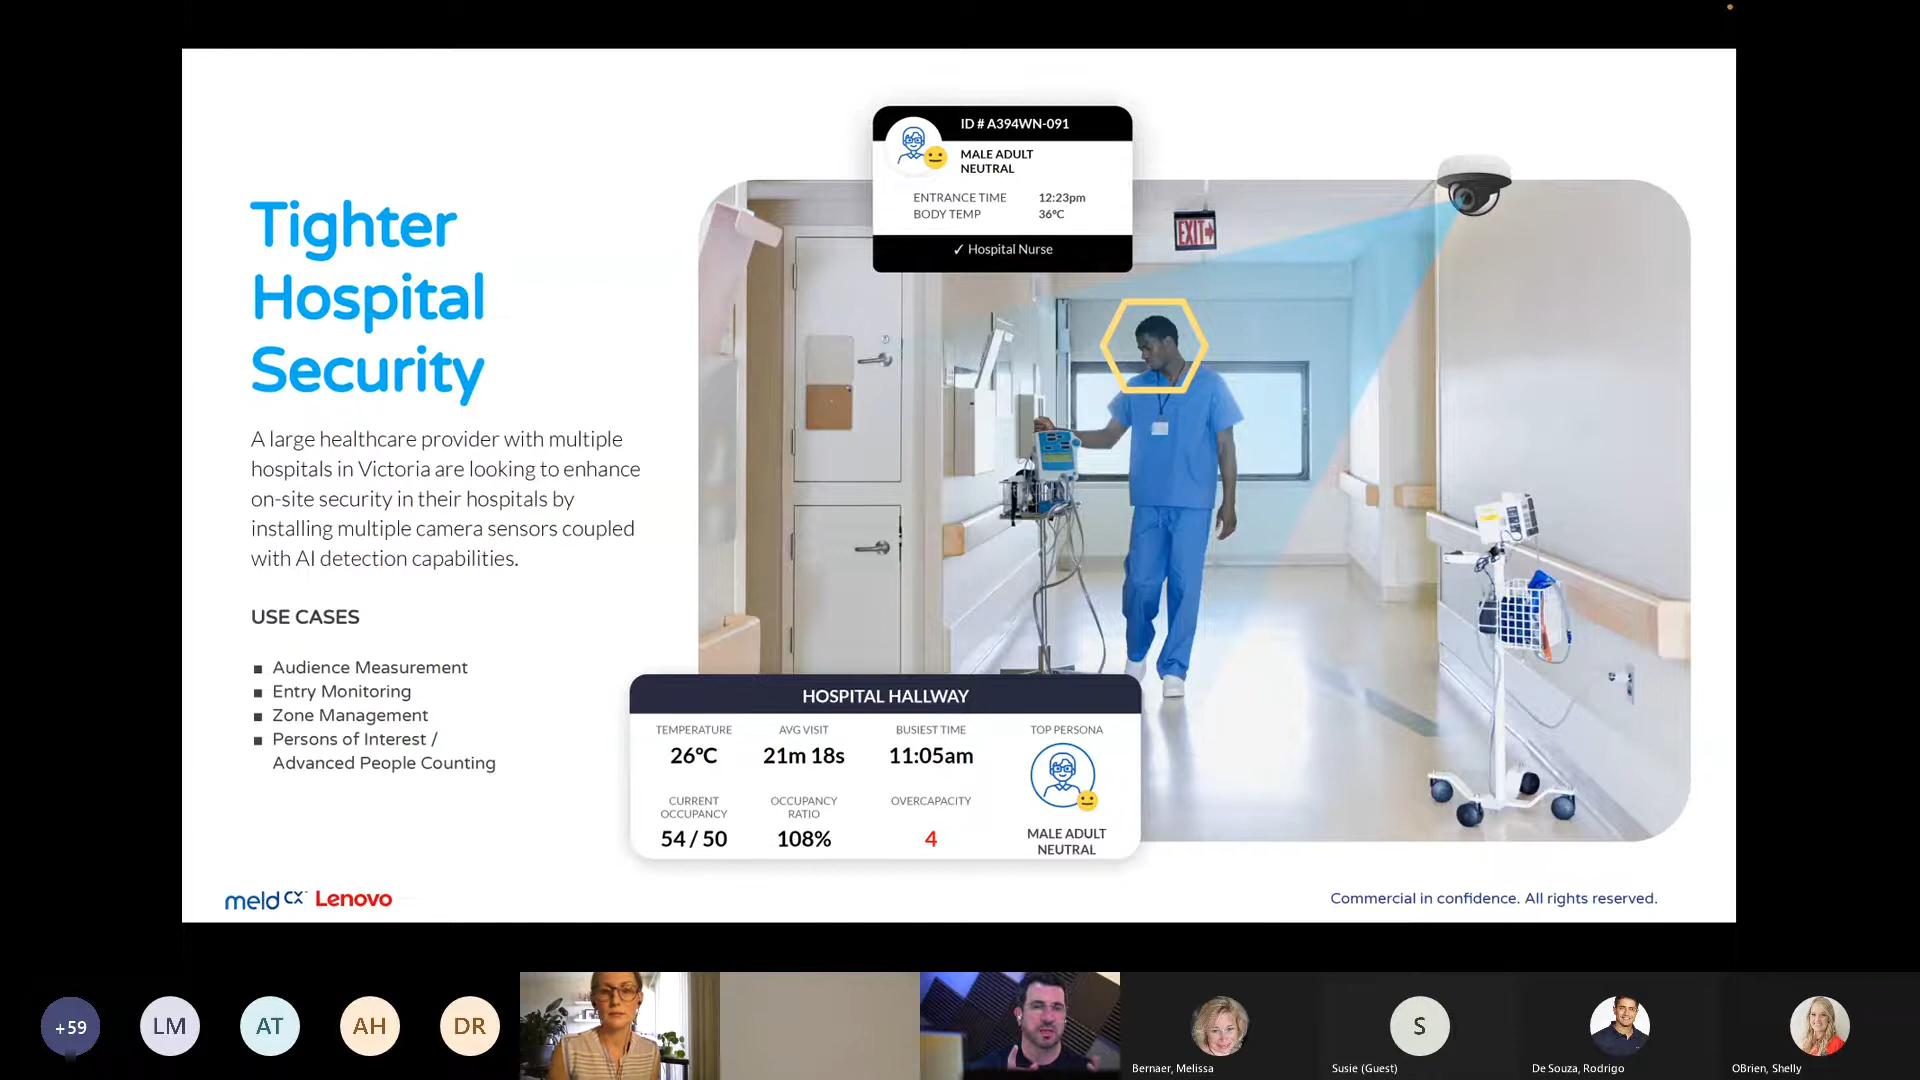 ID # A394WN-091
MALE ADULT
NEUTRAL
ENTRANCE TIME 12:23pm
BODY TEMP 36°C
✓ Hospital Nurse
EXIT
Tighter
Hospital
Security
A large healthcare provider with multiple
hospitals in Victoria are looking to enhance
on-site security in their hospitals by
installing multiple camera sensors coupled
with AI detection capabilities.
USE CASES
■ Audience Measurement
■ Entry Monitoring
■ Zone Management
■ Persons of Interest /
Advanced People Counting
HOSPITAL HALLWAY
TEMPERATURE AVG VISIT BUSIEST TIME TOP PERSONA
26°C 21m 18s 11:05am
CURRENT OCCUPANCY OVERCAPACITY
OCCUPANCY RATIO
54 / 50 108% 4
MALE ADULT
NEUTRAL
meld CX Lenovo
Commercial in confidence. All rights reserved.
+59 LM AT AH DR S
Bernaer, Melissa Susie (Guest) De Souza, Rodrigo OBrien, Shelly